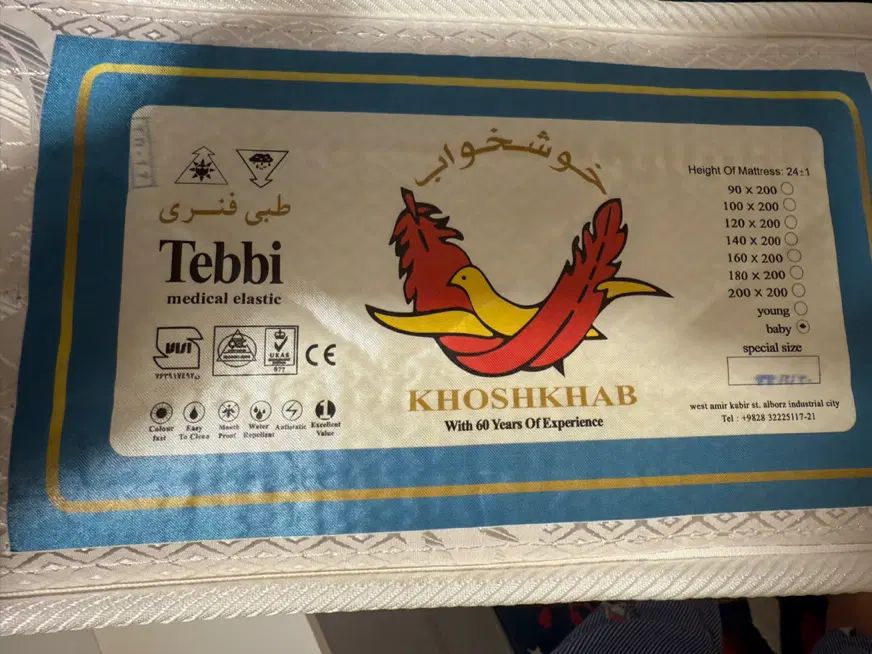 طبی فنری
Tebbi
medical elastic
UKAS
CE
Colour fast
Easy To Clean
Mooth Proof
Water Repellent
Antistatic
Excellent Value
خوشخواب
KHOSHKHAB
With 60 Years Of Experience
Height Of Mattress: 24±1
90 X 200
100 X 200
120 X 200
140 X 200
160 X 200
180 X 200
200 X 200
young
baby
special size
west amir kabir st. alborz industrial city
Tel : +9828 32225117-21